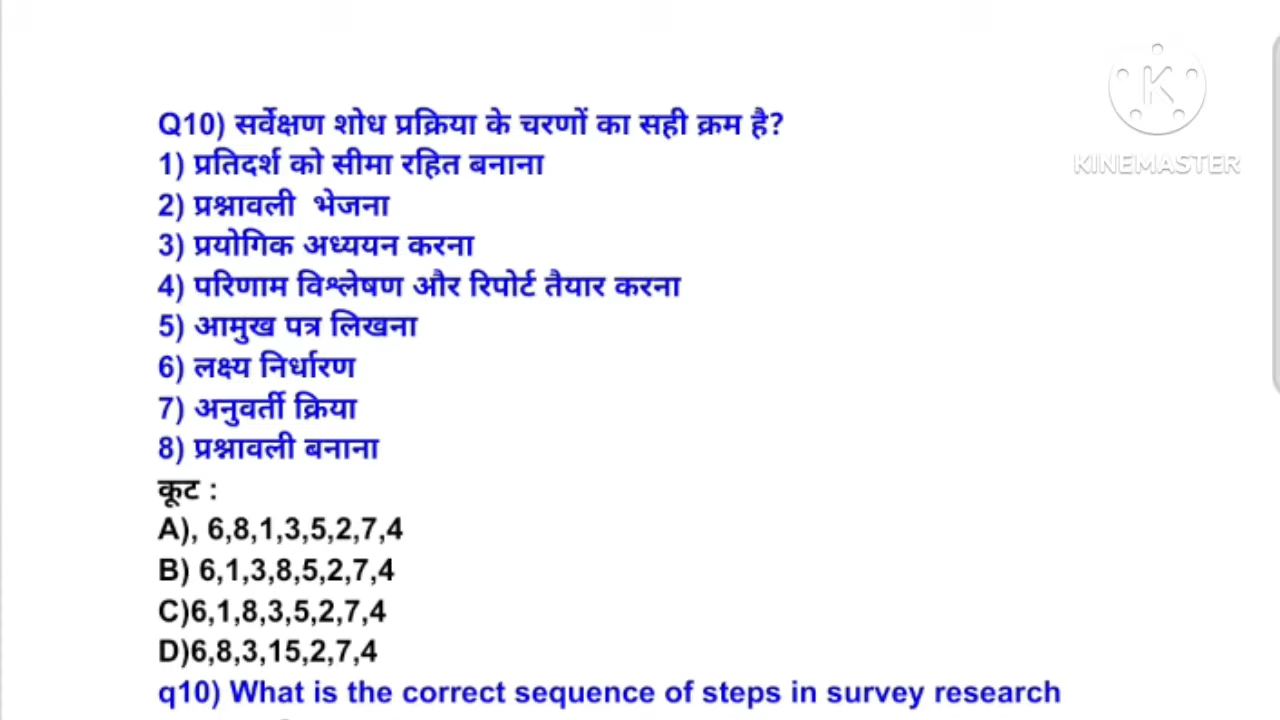 KINEMASTER
Q10) सर्वेक्षण शोध प्रक्रिया के चरणों का सही क्रम है?
1) प्रतिदर्श को सीमा रहित बनाना
2) प्रश्नावली भेजना
3) प्रयोगिक अध्ययन करना
4) परिणाम विश्लेषण और रिपोर्ट तैयार करना
5) आमुख पत्र लिखना
6) लक्ष्य निर्धारण
7) अनुवर्ती क्रिया
8) प्रश्नावली बनाना
कूट :
A), 6,8,1,3,5,2,7,4
B) 6,1,3,8,5,2,7,4
C)6,1,8,3,5,2,7,4
D)6,8,3,15,2,7,4
q10) What is the correct sequence of steps in survey research